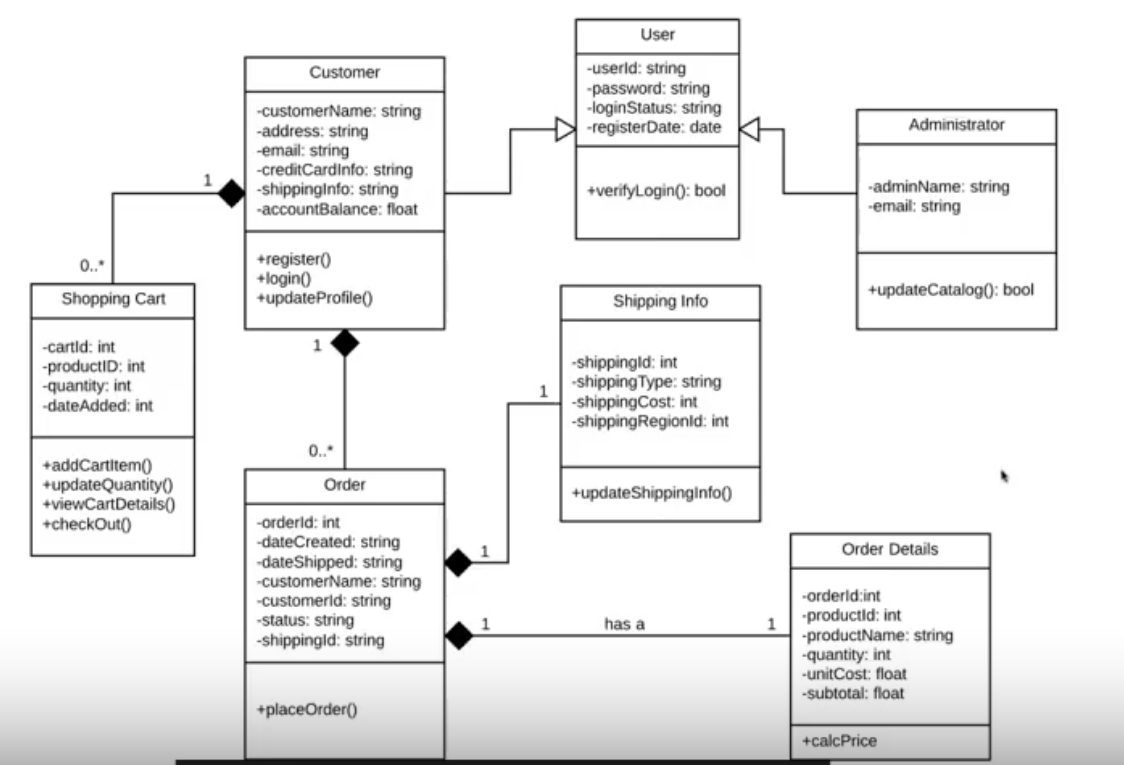 User
-userId: string
-password: string
-loginStatus: string
-registerDate: date
+verifyLogin(): bool
Customer
-customerName: string
-address: string
-email: string
-creditCardInfo: string
-shippingInfo: string
-accountBalance: float
+register()
+login()
+updateProfile()
Administrator
-adminName: string
-email: string
+updateCatalog(): bool
1
0..*
Shopping Cart
-cartId: int
-productID: int
-quantity: int
-dateAdded: int
+addCartItem()
+updateQuantity()
+viewCartDetails()
+checkOut()
1
0..*
Shipping Info
-shippingId: int
-shippingType: string
-shippingCost: int
-shippingRegionId: int
+updateShippingInfo()
1
1
Order
-orderId: int
-dateCreated: string
-dateShipped: string
-customerName: string
-customerId: string
-status: string
-shippingId: string
+placeOrder()
1 has a 1
Order Details
-orderId:int
-productId: int
-productName: string
-quantity: int
-unitCost: float
-subtotal: float
+calcPrice